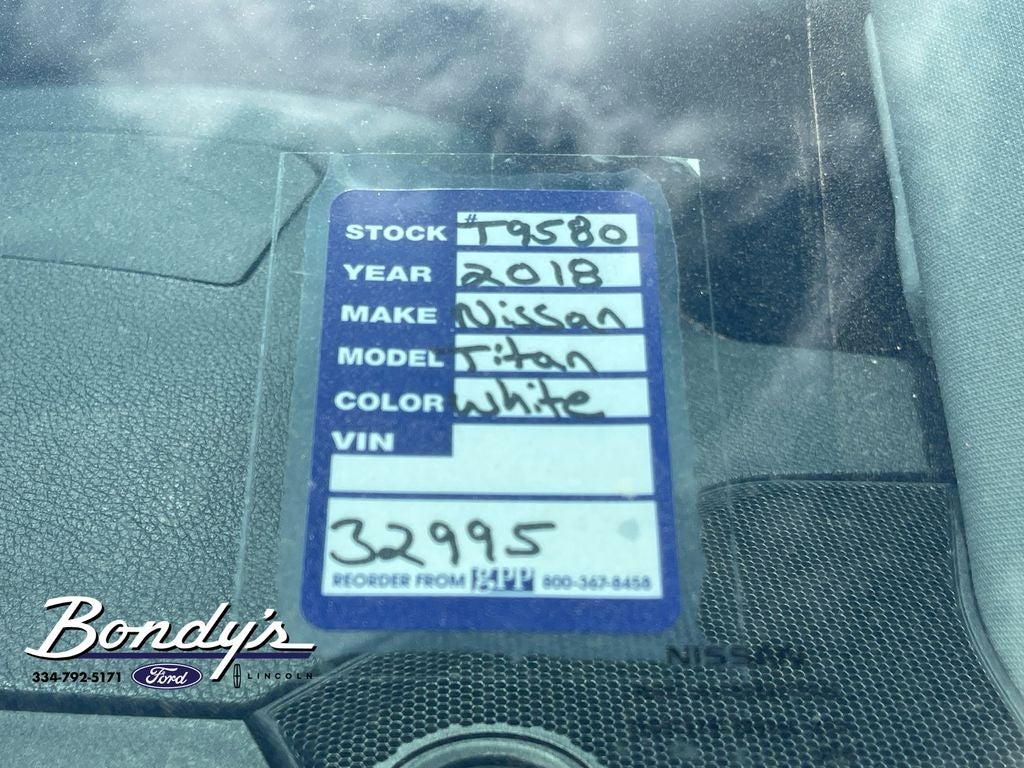 STOCK #T9580
YEAR 2018
MAKE Nissan
MODEL Titan
COLOR White
VIN
32995
REORDER FROM gpp 800-367-8458
NISSAN
Bondy's
334-792-5171 Ford LINCOLN